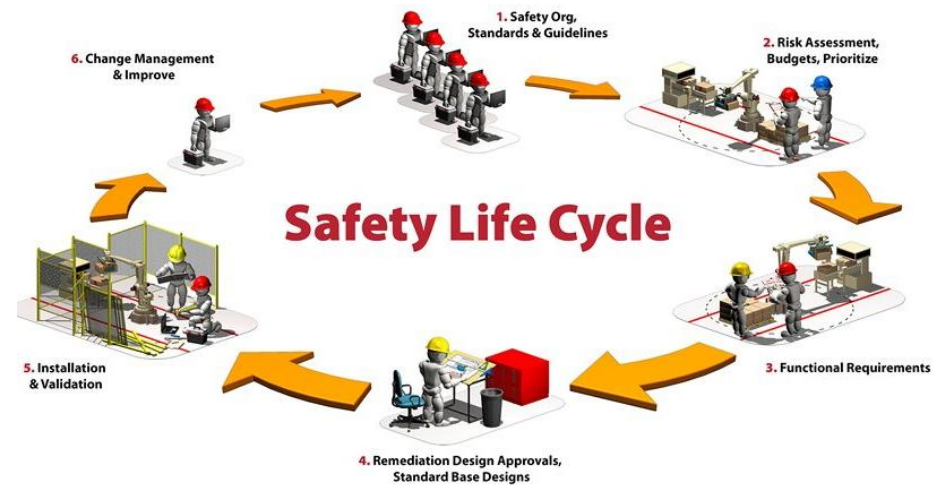 1. Safety Org,
Standards & Guidelines
2. Risk Assessment,
Budgets, Prioritize
3. Functional Requirements
4. Remediation Design Approvals,
Standard Base Designs
5. Installation
& Validation
6. Change Management
& Improve
Safety Life Cycle